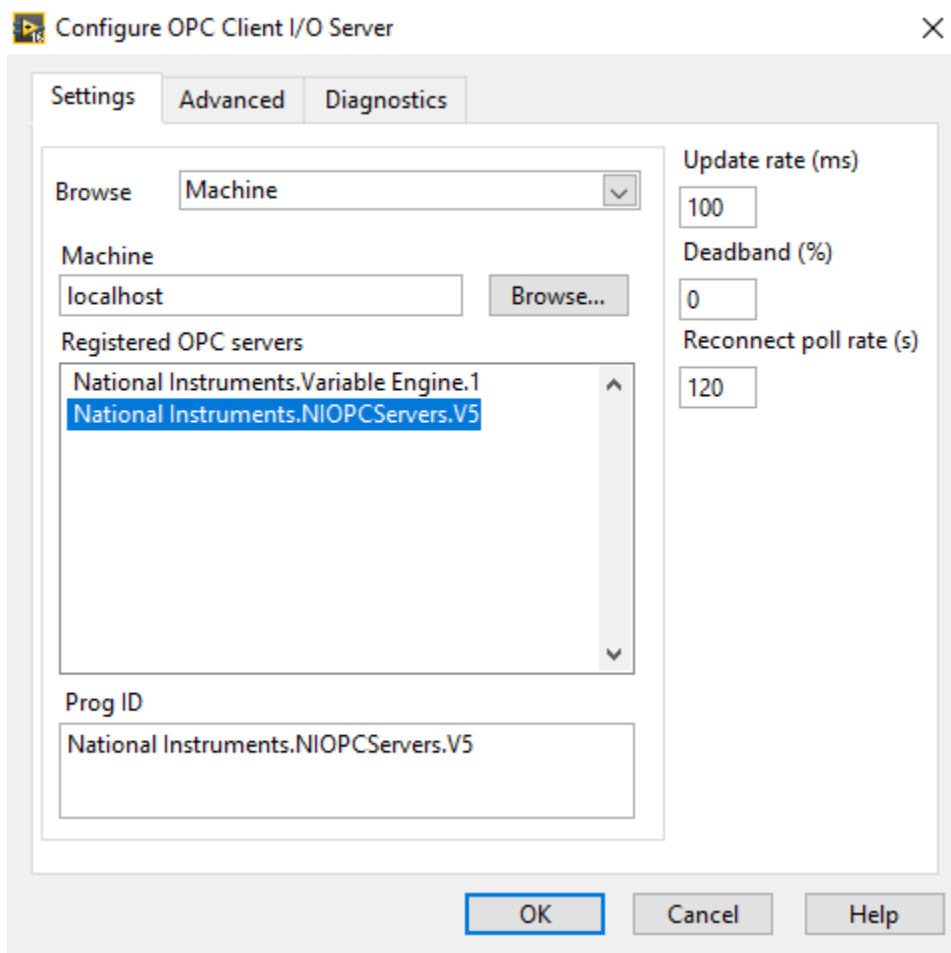 Configure OPC Client I/O Server
Settings Advanced Diagnostics
Browse Machine
Machine
localhost Browse...
Registered OPC servers
National Instruments.Variable Engine.1
National Instruments.NIOPCServers.V5
Prog ID
National Instruments.NIOPCServers.V5
Update rate (ms)
100
Deadband (%)
0
Reconnect poll rate (s)
120
OK Cancel Help